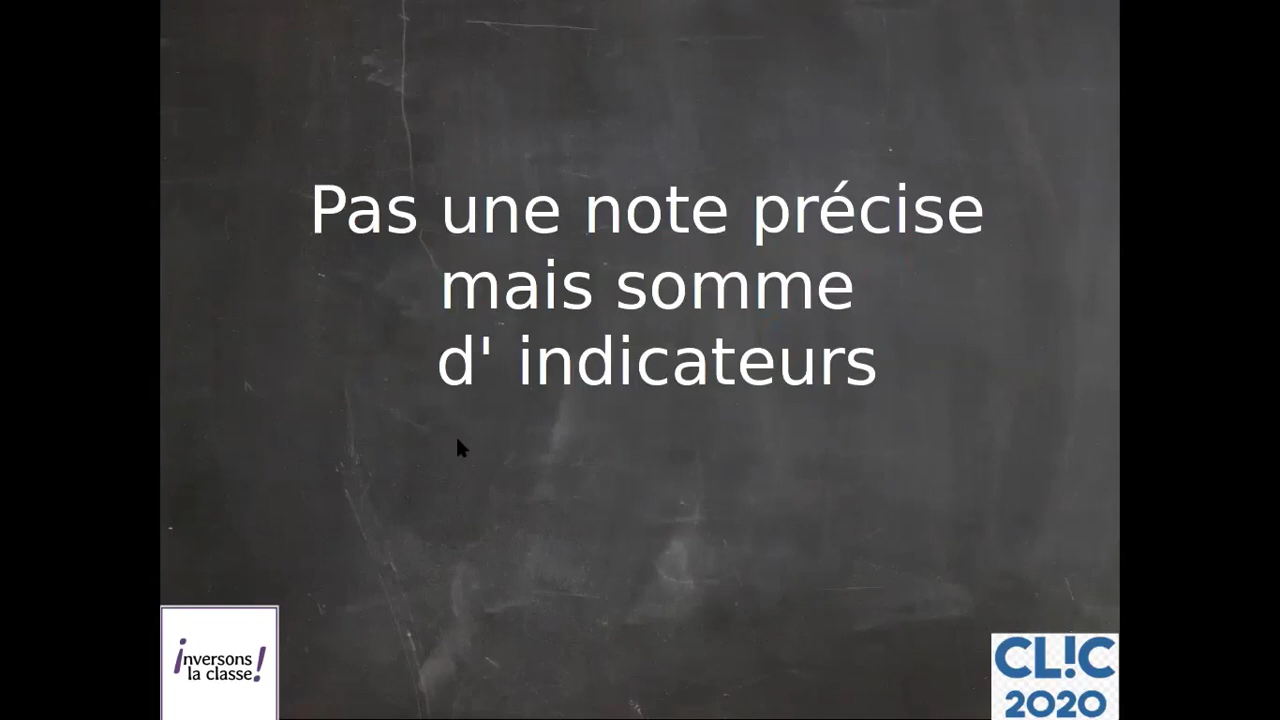 Pas une note précise
mais somme
d' indicateurs
inversons
la classe!
CL!C
2020